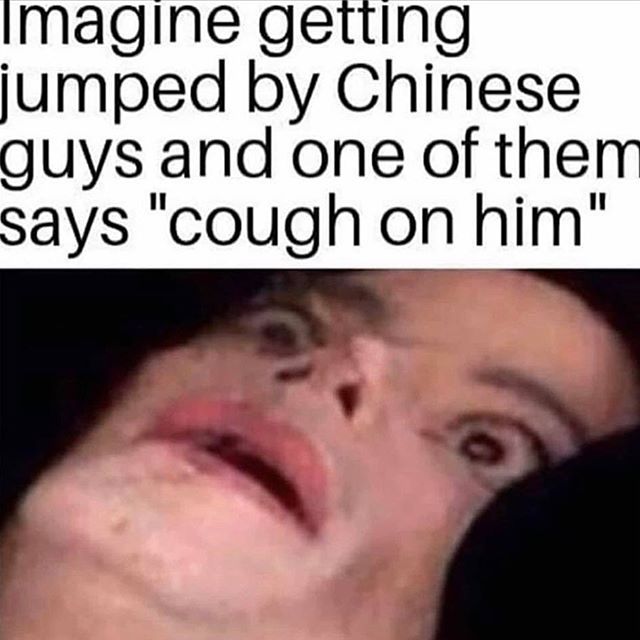 Imagine getting
jumped by Chinese
guys and one of them
says "cough on him"